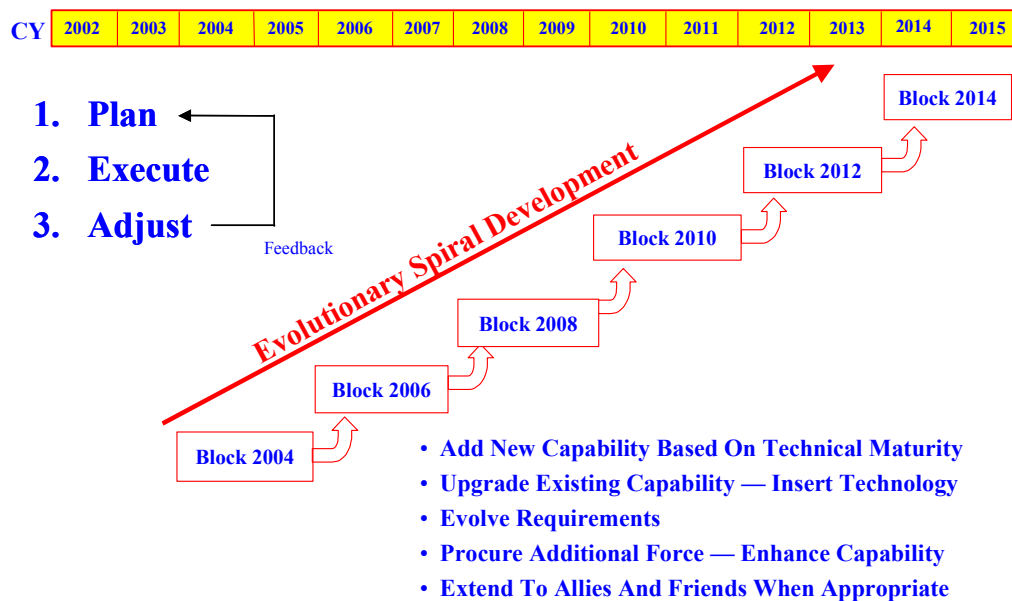 CY 2002 2003 2004 2005 2006 2007 2008 2009 2010 2011 2012 2013 2014 2015
1. Plan
2. Execute
3. Adjust
Feedback
Evolutionary Spiral Development
Block 2014
Block 2012
Block 2010
Block 2008
Block 2006
Block 2004
• Add New Capability Based On Technical Maturity
• Upgrade Existing Capability — Insert Technology
• Evolve Requirements
• Procure Additional Force — Enhance Capability
• Extend To Allies And Friends When Appropriate